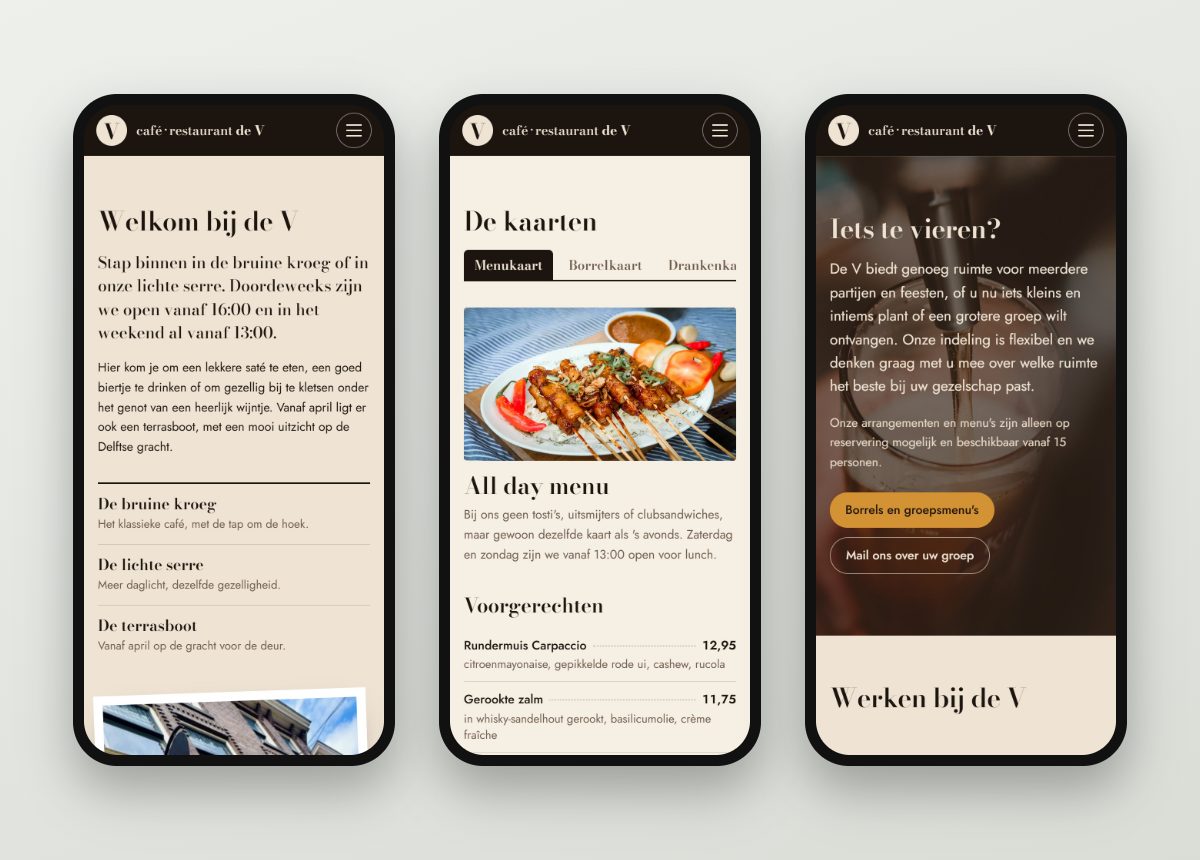 V café·restaurant de V
Welkom bij de V
Stap binnen in de bruine kroeg of in
onze lichte serre. Doordeweeks zijn
we open vanaf 16:00 en in het
weekend al vanaf 13:00.
Hier kom je om een lekkere saté te eten, een goed
biertje te drinken of om gezellig bij te kletsen onder
het genot van een heerlijk wijntje. Vanaf april ligt er
ook een terrasboot, met een mooi uitzicht op de
Delftse gracht.
De bruine kroeg
Het klassieke café, met de tap om de hoek.
De lichte serre
Meer daglicht, dezelfde gezelligheid.
De terrasboot
Vanaf april op de gracht voor de deur.
V café·restaurant de V
De kaarten
Menukaart Borrelkaart Drankenka
All day menu
Bij ons geen tosti's, uitsmijters of clubsandwiches,
maar gewoon dezelfde kaart als 's avonds. Zaterdag
en zondag zijn we vanaf 13:00 open voor lunch.
Voorgerechten
Rundermuis Carpaccio 12,95
citroenmayonaise, gepikkelde rode ui, cashew, rucola
Gerookte zalm 11,75
in whisky-sandelhout gerookt, basilicumolie, crème
fraîche
V café·restaurant de V
Iets te vieren?
De V biedt genoeg ruimte voor meerdere
partijen en feesten, of u nu iets kleins en
intiems plant of een grotere groep wilt
ontvangen. Onze indeling is flexibel en we
denken graag met u mee over welke ruimte
het beste bij uw gezelschap past.
Onze arrangementen en menu's zijn alleen op
reservering mogelijk en beschikbaar vanaf 15
personen.
Borrels en groepsmenu's
Mail ons over uw groep
Werken bij de V